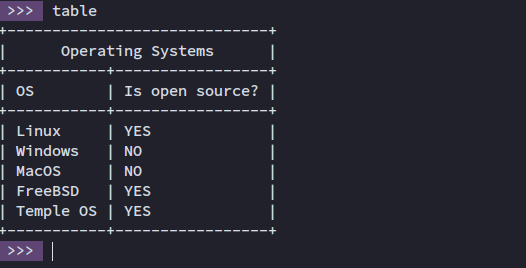 >>> table
+-----------------------------+
|      Operating Systems      |
+-----------+-----------------+
| OS        | Is open source? |
+-----------+-----------------+
| Linux     | YES             |
| Windows   | NO              |
| MacOS     | NO              |
| FreeBSD   | YES             |
| Temple OS | YES             |
+-----------+-----------------+
>>>